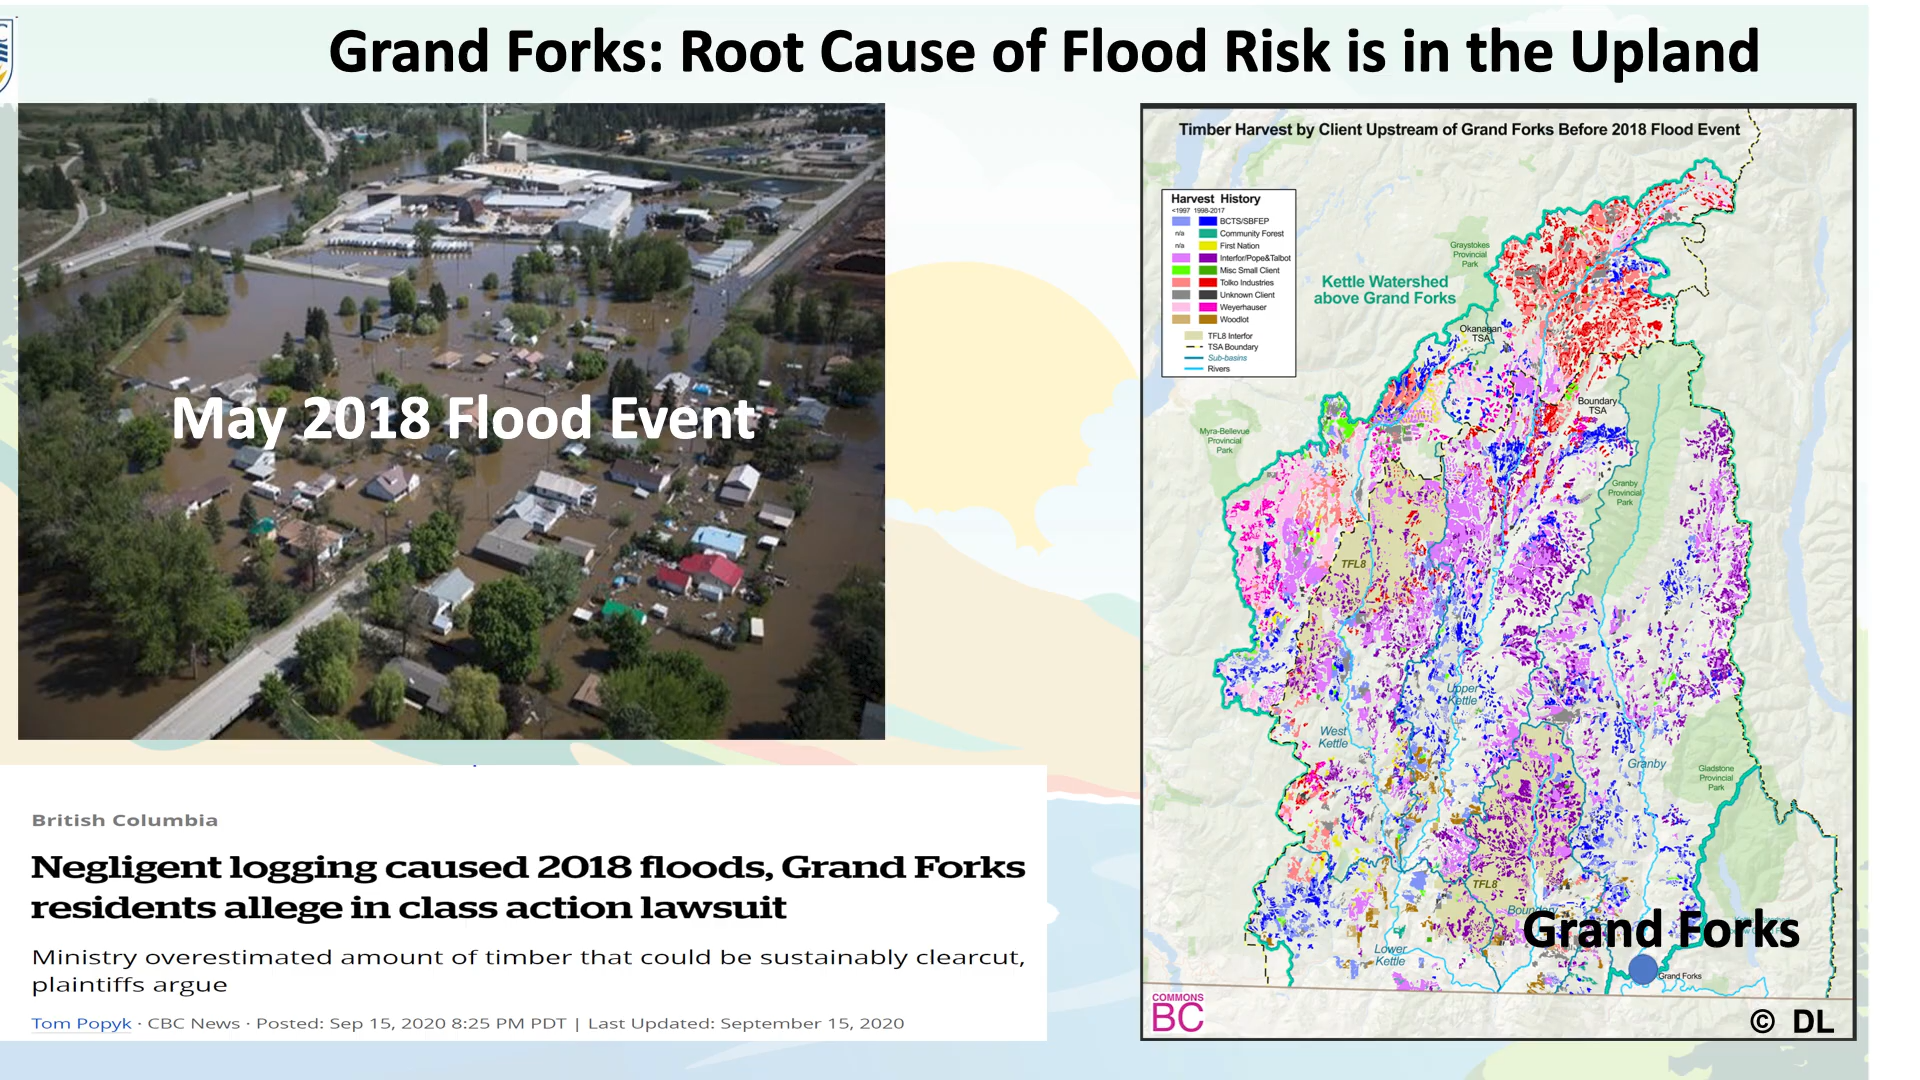 Grand Forks: Root Cause of Flood Risk is in the Upland
May 2018 Flood Event
British Columbia
Negligent logging caused 2018 floods, Grand Forks
residents allege in class action lawsuit
Ministry overestimated amount of timber that could be sustainably clearcut,
plaintiffs argue
Tom Popyk · CBC News · Posted: Sep 15, 2020 8:25 PM PDT | Last Updated: September 15, 2020
Timber Harvest by Client Upstream of Grand Forks Before 2018 Flood Event
Harvest History
<1997 1998-2017
BCTS/SBFEP
n/a Community Forest
n/a First Nation
Interfor/Pope&Talbot
Misc Small Client
Tolko Industries
Unknown Client
Weyerhauser
Woodlot
TFL8 Interfor
TSA Boundary
Sub-basins
Rivers
Kettle Watershed
above Grand Forks
Graystokes
Provincial
Park
Okanagan
TSA
Boundary
TSA
Myra-Bellevue
Provincial
Park
Granby
Provincial
Park
TFL8
Upper
Kettle
West
Kettle
Granby
Gladstone
Provincial
Park
TFL8
Boundary
Grand Forks
Lower
Kettle
Grand Forks
COMMONS
BC
© DL